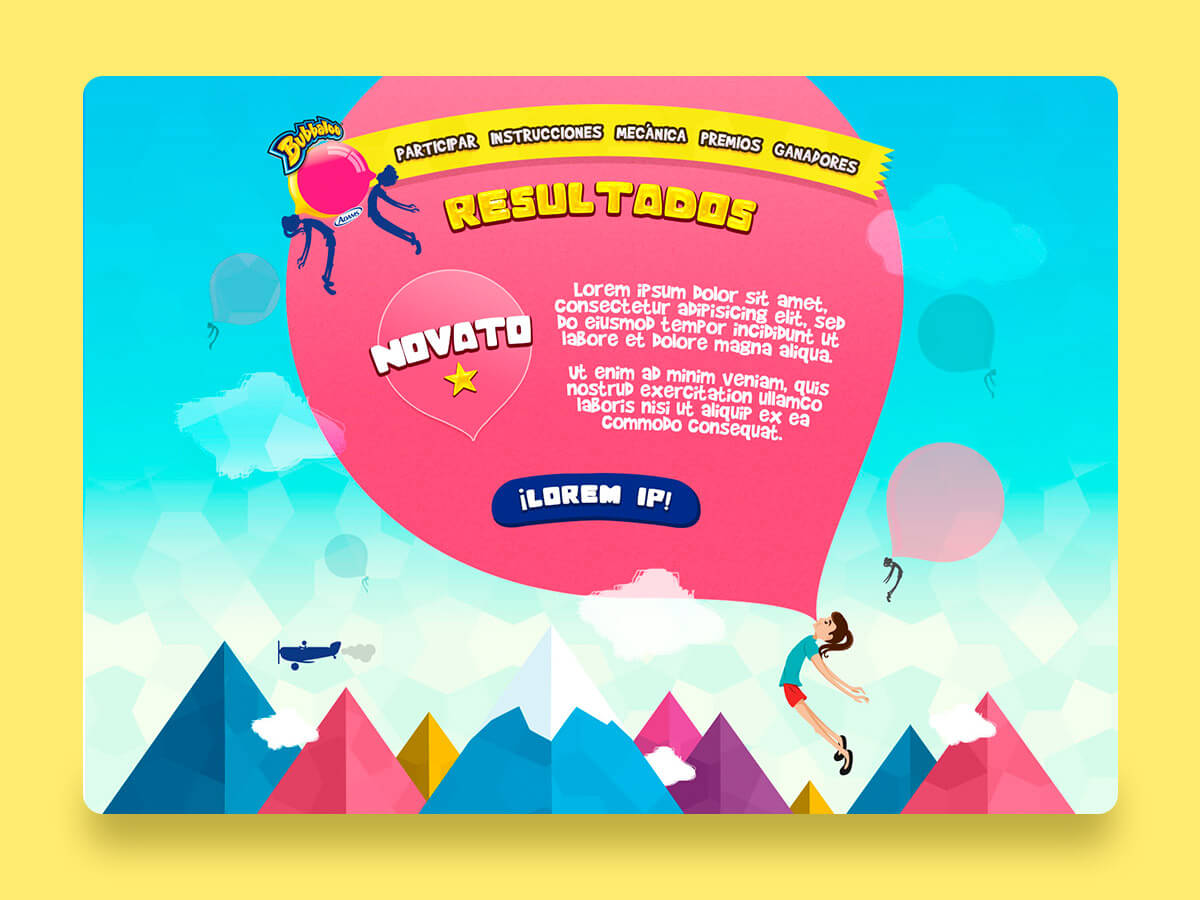 Bubbaloo
ADAMS
PARTICIPAR INSTRUCCIONES MECÁNICA PREMIOS GANADORES
RESULTADOS
NOVATO
Lorem ipsum dolor sit amet,
consectetur adipisicing elit, sed
do eiusmod tempor incididunt ut
labore et dolore magna aliqua.
Ut enim ad minim veniam, quis
nostrud exercitation ullamco
laboris nisi ut aliquip ex ea
commodo consequat.
¡LOREM IP!